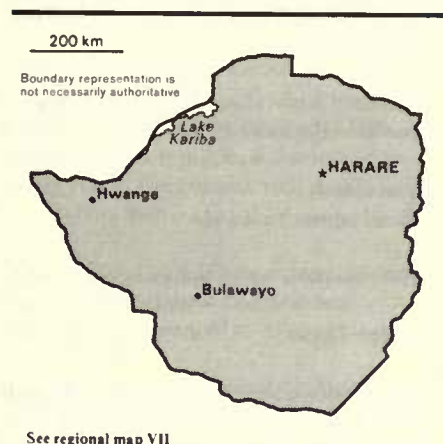 200 km
Boundary representation is
not necessarily authoritative
Lake
Kariba
★HARARE
Hwange
Bulawayo
See regional map VII